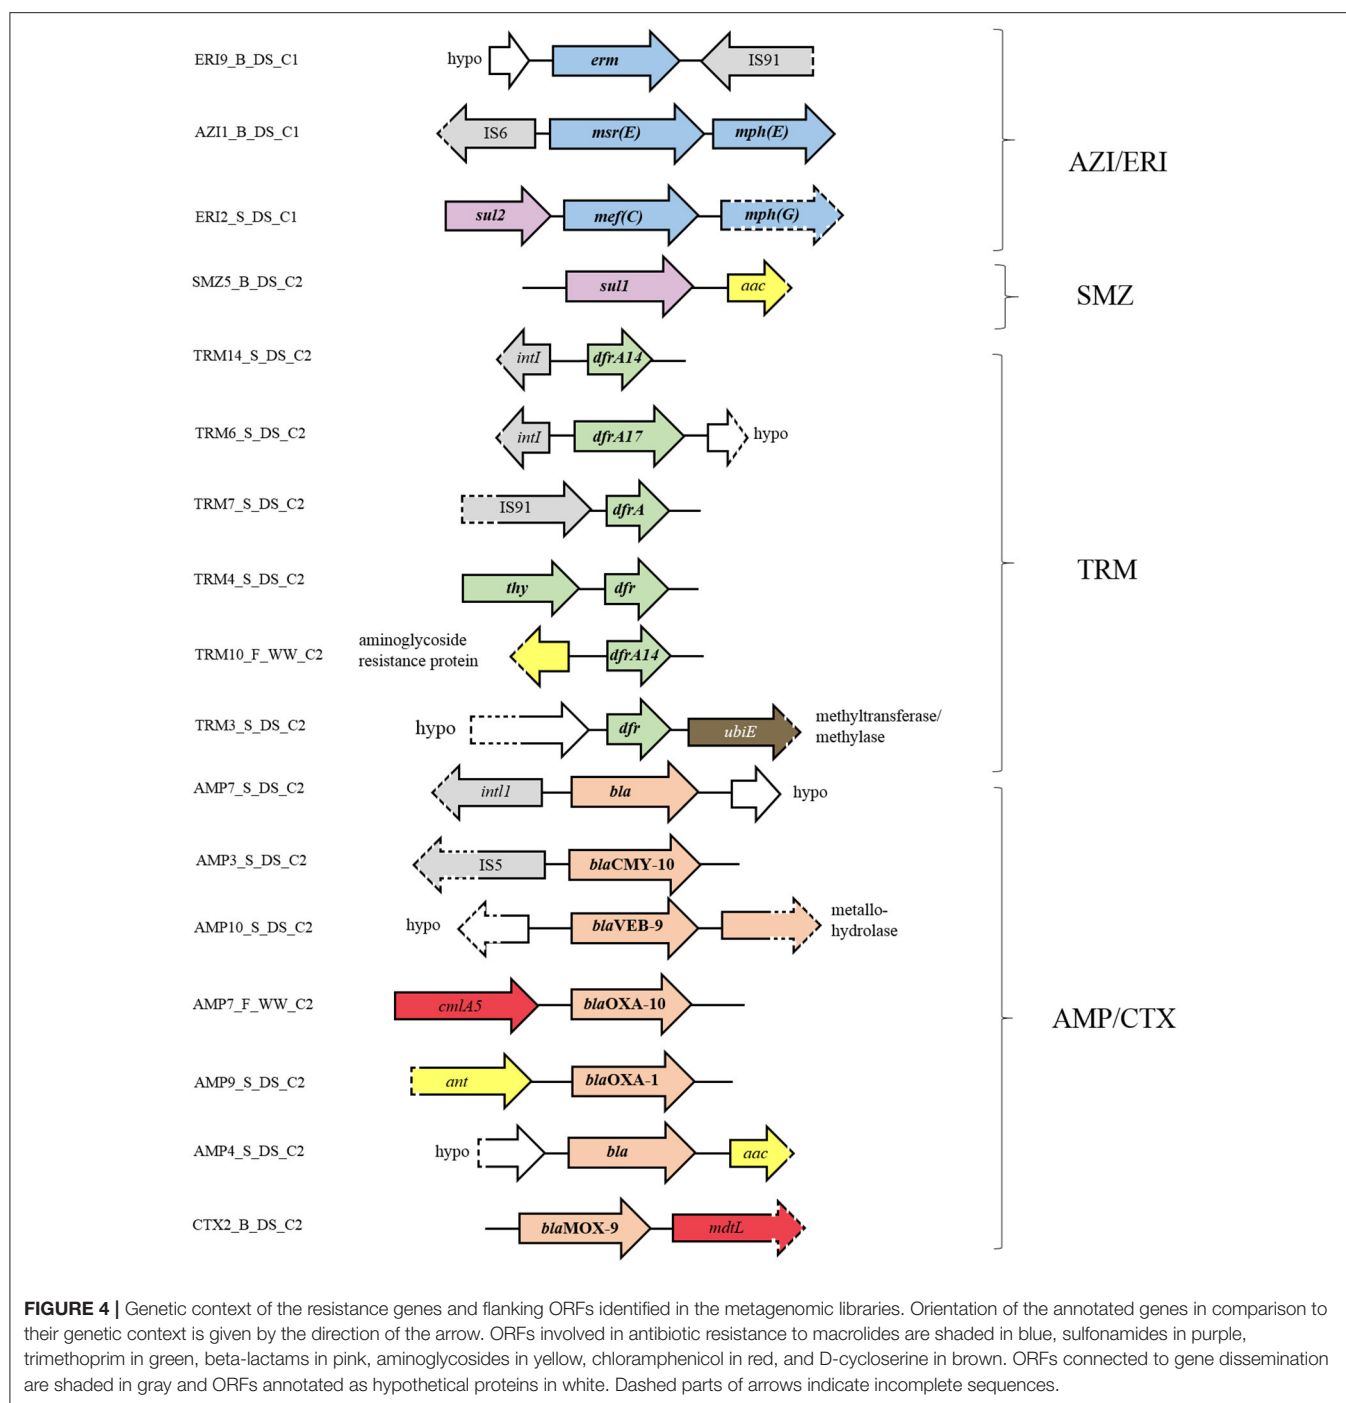 ERI9_B_DS_C1
hypo
erm
IS91
AZI1_B_DS_C1
IS6
msr(E)
mph(E)
AZI/ERI
ERI2_S_DS_C1
sul2
mef(C)
mph(G)
SMZ5_B_DS_C2
sul1
aac
SMZ
TRM14_S_DS_C2
intI
dfrA14
TRM6_S_DS_C2
intI
dfrA17
hypo
TRM7_S_DS_C2
IS91
dfrA
TRM
TRM4_S_DS_C2
thy
dfr
TRM10_F_WW_C2
aminoglycoside
resistance protein
dfrA14
TRM3_S_DS_C2
hypo
dfr
ubiE
methyltransferase/
methylase
AMP7_S_DS_C2
intI1
bla
hypo
AMP3_S_DS_C2
IS5
blaCMY-10
AMP10_S_DS_C2
hypo
blaVEB-9
metallo-
hydrolase
AMP7_F_WW_C2
cmlA5
blaOXA-10
AMP/CTX
AMP9_S_DS_C2
ant
blaOXA-1
AMP4_S_DS_C2
hypo
bla
aac
CTX2_B_DS_C2
blaMOX-9
mdtL
FIGURE 4 | Genetic context of the resistance genes and flanking ORFs identified in the metagenomic libraries. Orientation of the annotated genes in comparison to
their genetic context is given by the direction of the arrow. ORFs involved in antibiotic resistance to macrolides are shaded in blue, sulfonamides in purple,
trimethoprim in green, beta-lactams in pink, aminoglycosides in yellow, chloramphenicol in red, and D-cycloserine in brown. ORFs connected to gene dissemination
are shaded in gray and ORFs annotated as hypothetical proteins in white. Dashed parts of arrows indicate incomplete sequences.